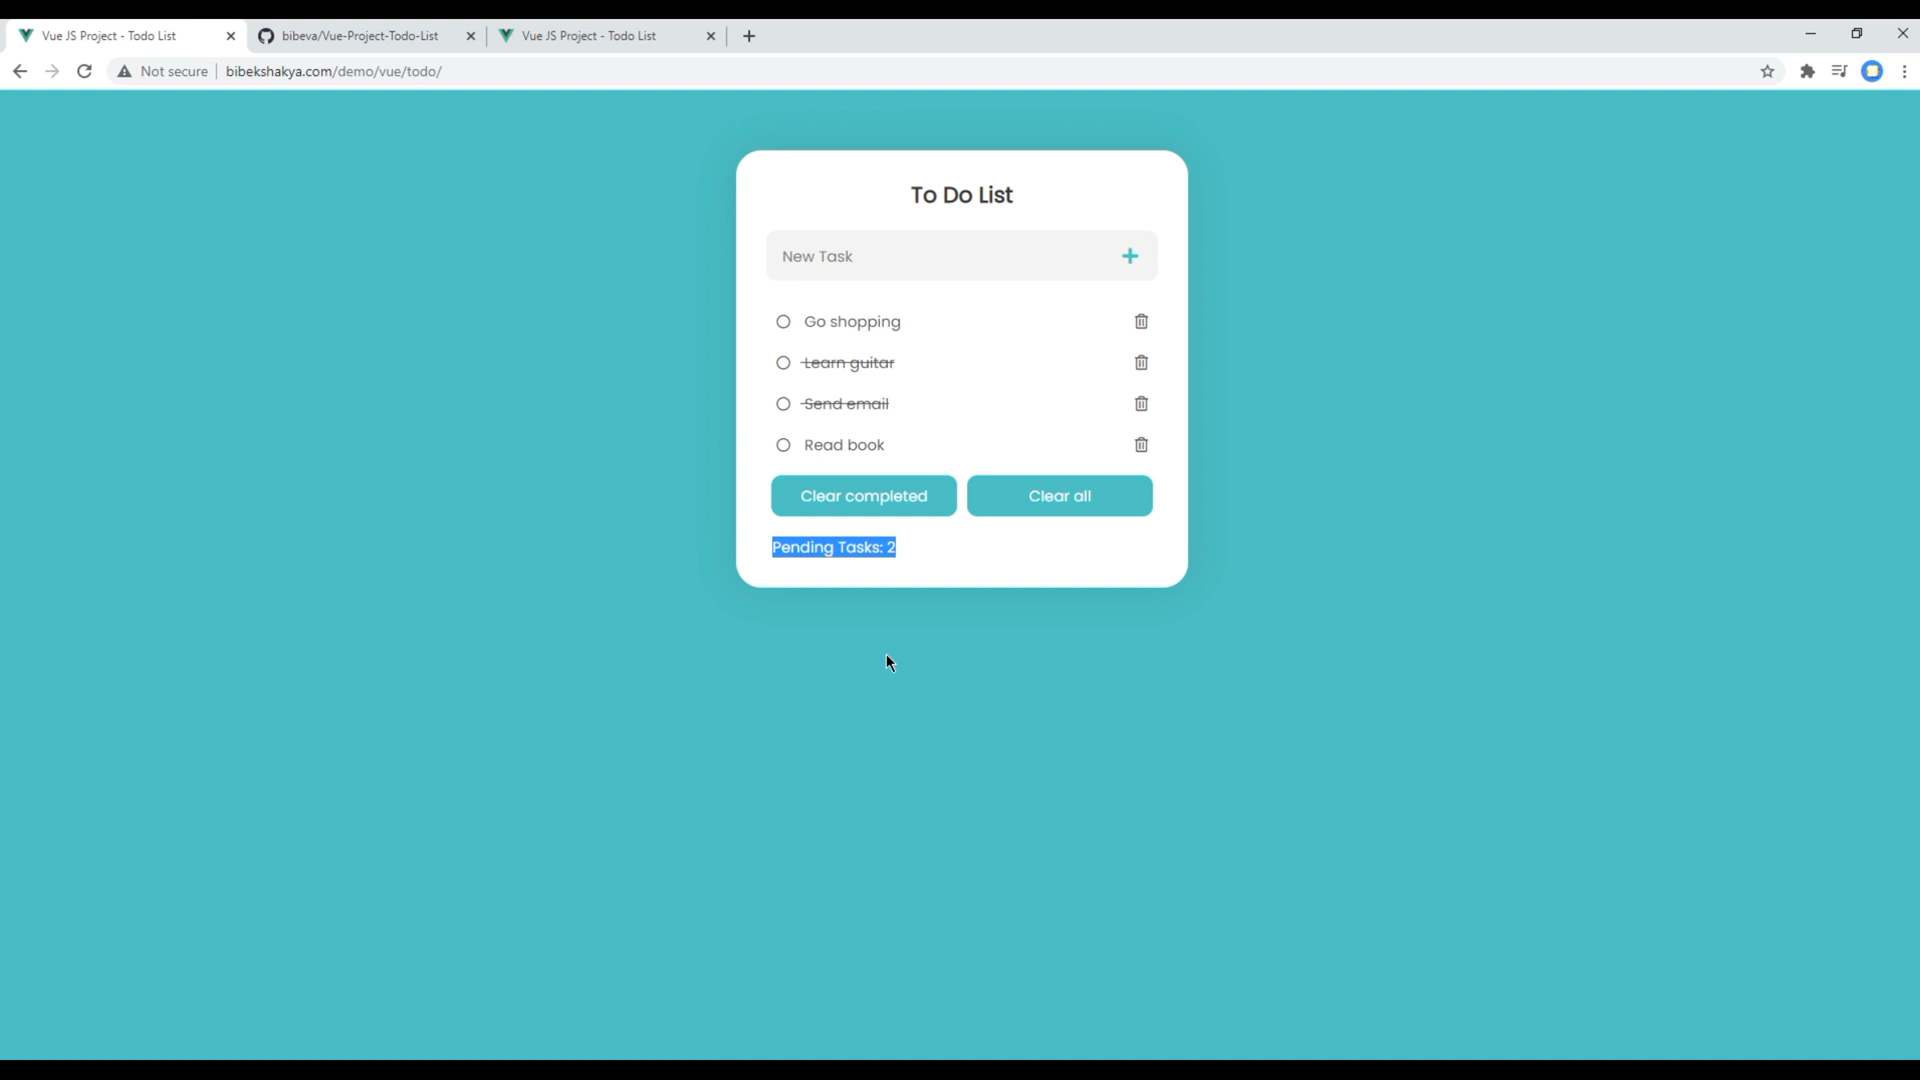 Vue JS Project - Todo List
bibeva/Vue-Project-Todo-List
Vue JS Project - Todo List
Not secure
bibekshakya.com/demo/vue/todo/
To Do List
New Task
Go shopping
Learn guitar
Send email
Read book
Clear completed
Clear all
Pending Tasks: 2